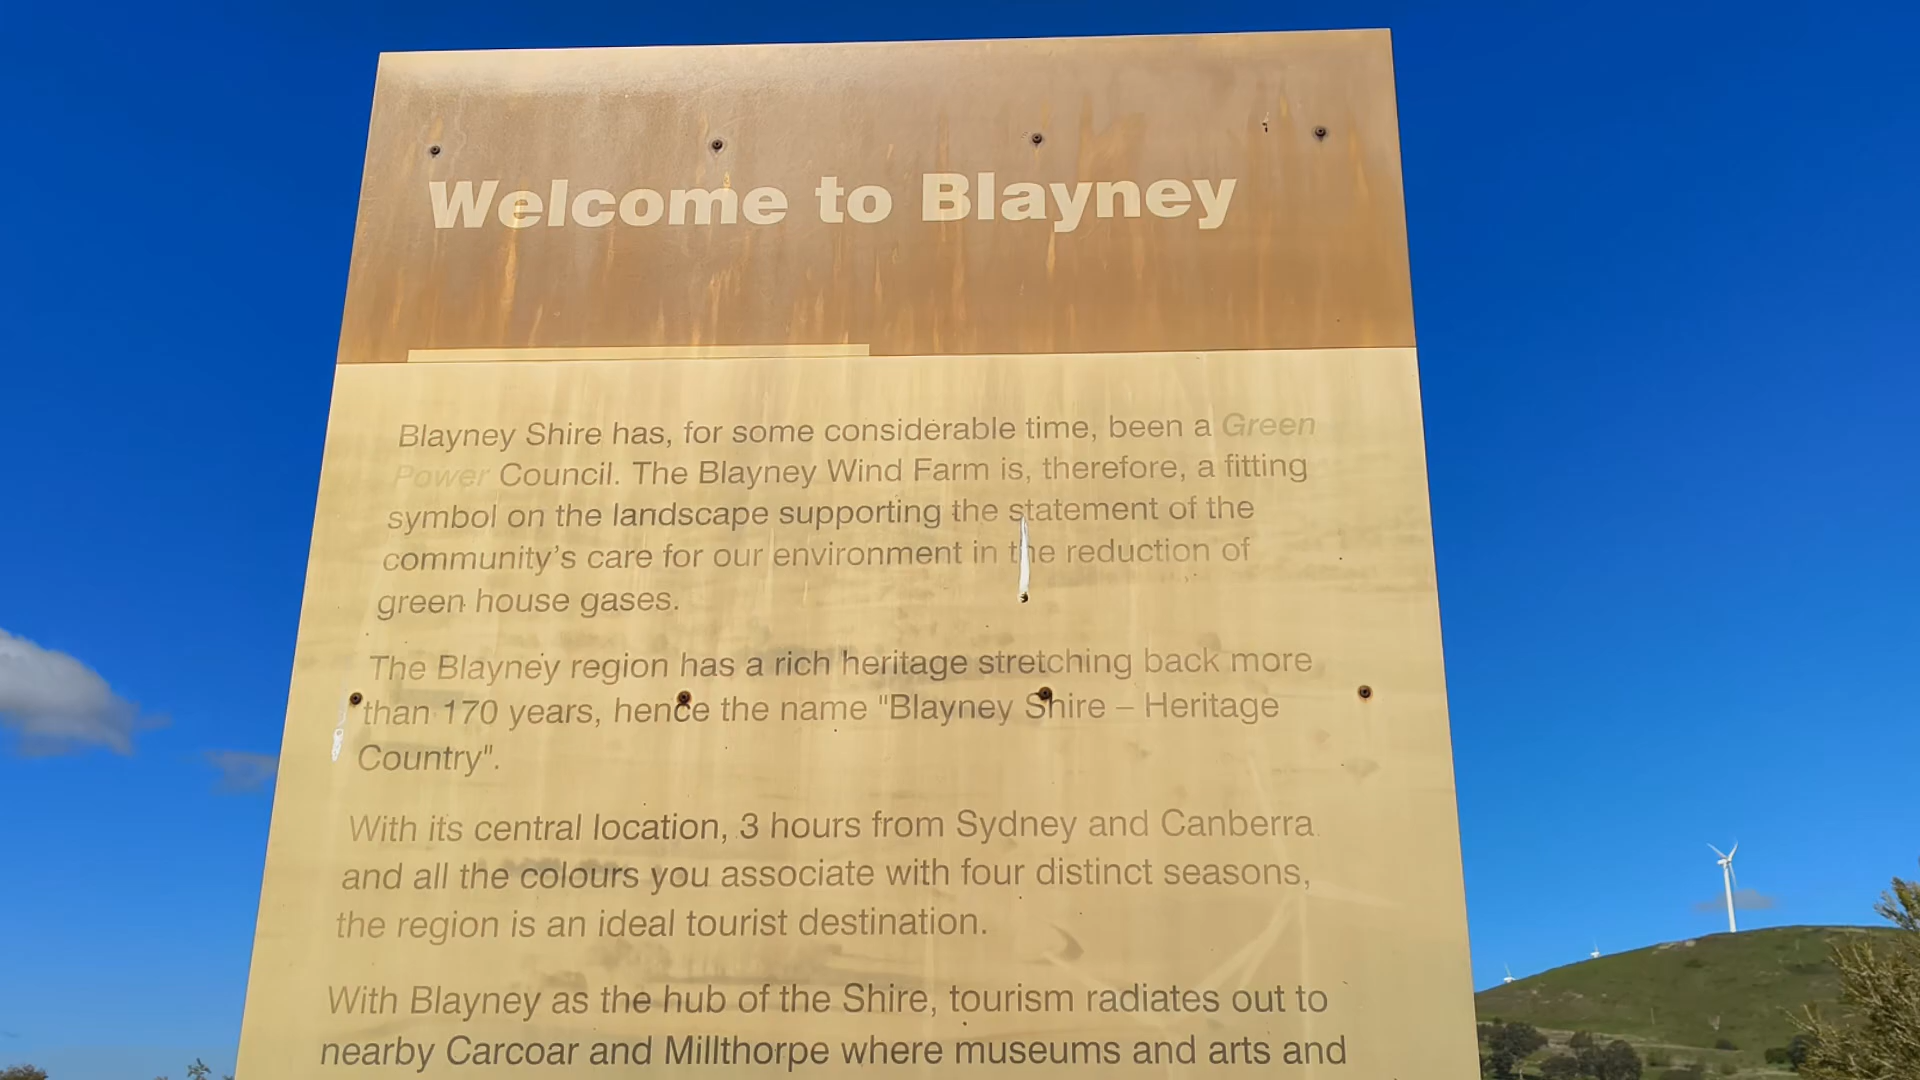 Welcome to Blayney
Blayney Shire has, for some considerable time, been a Green
Power Council. The Blayney Wind Farm is, therefore, a fitting
symbol on the landscape supporting the statement of the
community's care for our environment in the reduction of
green house gases.
The Blayney region has a rich heritage stretching back more
than 170 years, hence the name "Blayney Shire – Heritage
Country".
With its central location, 3 hours from Sydney and Canberra
and all the colours you associate with four distinct seasons,
the region is an ideal tourist destination.
With Blayney as the hub of the Shire, tourism radiates out to
nearby Carcoar and Millthorpe where museums and arts and